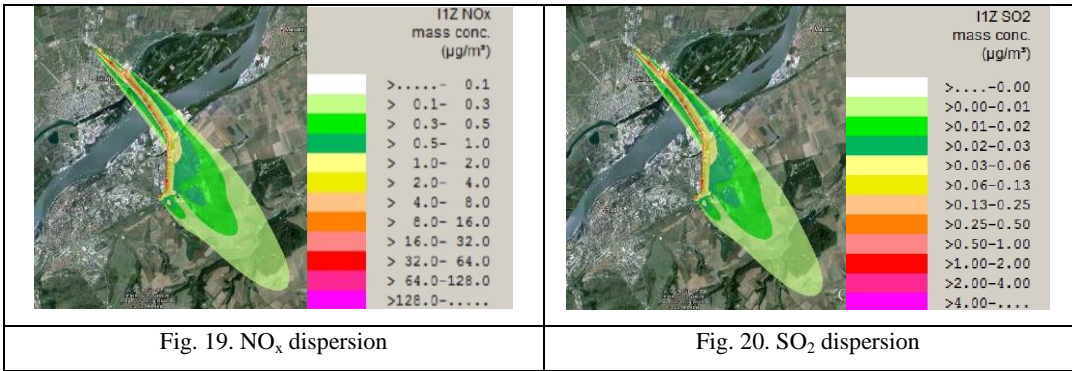 I1Z NOx
mass conc.
(µg/m³)
>.....- 0.1
> 0.1- 0.3
> 0.3- 0.5
> 0.5- 1.0
> 1.0- 2.0
> 2.0- 4.0
> 4.0- 8.0
> 8.0- 16.0
> 16.0- 32.0
> 32.0- 64.0
> 64.0-128.0
>128.0-.....
Fig. 19. NOx dispersion
I1Z SO2
mass conc.
(µg/m³)
>....-0.00
>0.00-0.01
>0.01-0.02
>0.02-0.03
>0.03-0.06
>0.06-0.13
>0.13-0.25
>0.25-0.50
>0.50-1.00
>1.00-2.00
>2.00-4.00
>4.00-....
Fig. 20. SO2 dispersion